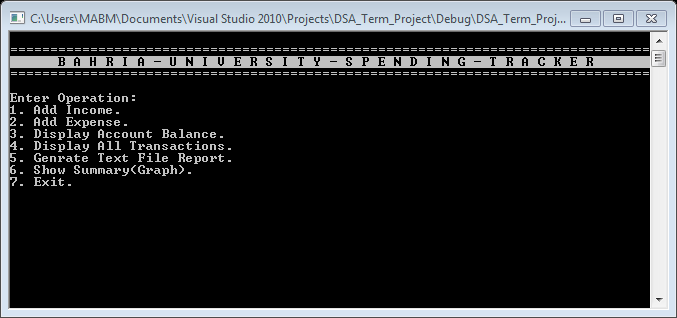 C:\Users\MABM\Documents\Visual Studio 2010\Projects\DSA_Term_Project\Debug\DSA_Term_Proj...
================================================================================
B A H R I A - U N I V E R S I T Y - S P E N D I N G - T R A C K E R
================================================================================
Enter Operation:
1. Add Income.
2. Add Expense.
3. Display Account Balance.
4. Display All Transactions.
5. Genrate Text File Report.
6. Show Summary(Graph).
7. Exit.